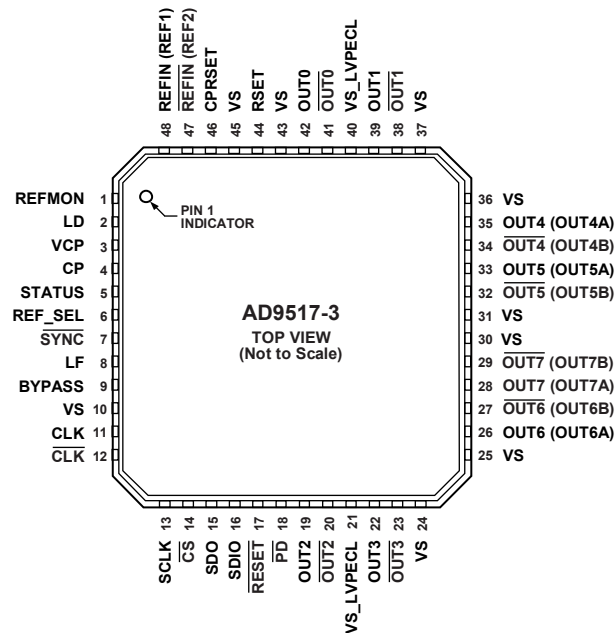 48 REFIN (REF1)
47 REFIN (REF2)
46 CPRSET
45 VS
44 RSET
43 VS
42 OUT0
41 OUT0
40 VS_LVPECL
39 OUT1
38 OUT1
37 VS
REFMON 1
LD 2
VCP 3
CP 4
STATUS 5
REF_SEL 6
SYNC 7
LF 8
BYPASS 9
VS 10
CLK 11
CLK 12
PIN 1
INDICATOR
AD9517-3
TOP VIEW
(Not to Scale)
36 VS
35 OUT4 (OUT4A)
34 OUT4 (OUT4B)
33 OUT5 (OUT5A)
32 OUT5 (OUT5B)
31 VS
30 VS
29 OUT7 (OUT7B)
28 OUT7 (OUT7A)
27 OUT6 (OUT6B)
26 OUT6 (OUT6A)
25 VS
SCLK 13
CS 14
SDO 15
SDIO 16
RESET 17
PD 18
OUT2 19
OUT2 20
VS_LVPECL 21
OUT3 22
OUT3 23
VS 24